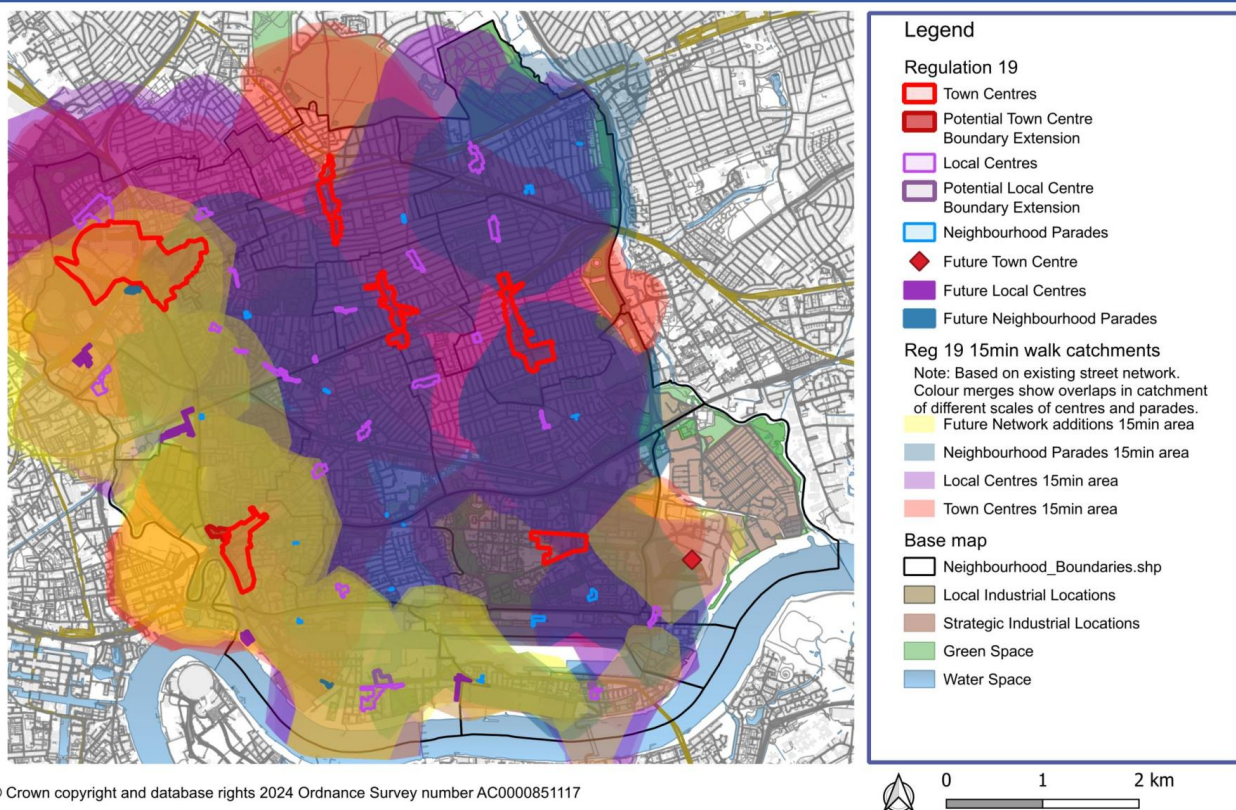 Legend
Regulation 19
Town Centres
Potential Town Centre
Boundary Extension
Local Centres
Potential Local Centre
Boundary Extension
Neighbourhood Parades
Future Town Centre
Future Local Centres
Future Neighbourhood Parades
Reg 19 15min walk catchments
Note: Based on existing street network.
Colour merges show overlaps in catchment
of different scales of centres and parades.
Future Network additions 15min area
Neighbourhood Parades 15min area
Local Centres 15min area
Town Centres 15min area
Base map
Neighbourhood_Boundaries.shp
Local Industrial Locations
Strategic Industrial Locations
Green Space
Water Space
Crown copyright and database rights 2024 Ordnance Survey number AC0000851117
0 1 2 km